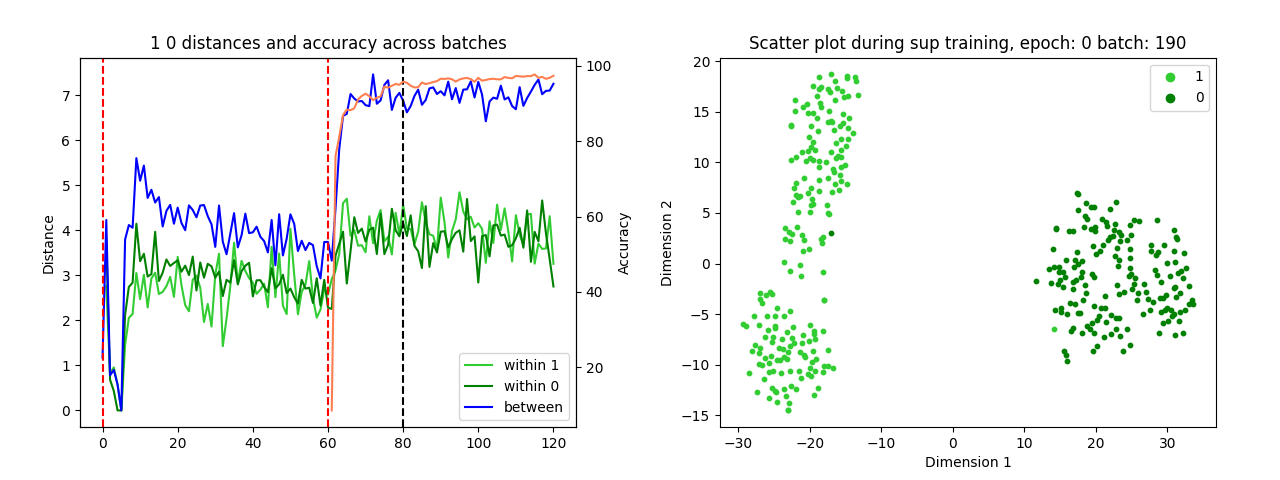 1 0 distances and accuracy across batches
Distance
7
6
5
4
3
2
1
0
100
80
60
40
20
Accuracy
within 1
within 0
between
0 20 40 60 80 100 120
Scatter plot during sup training, epoch: 0 batch: 190
Dimension 2
20
15
10
5
0
−5
−10
−15
1
0
−30 −20 −10 0 10 20 30
Dimension 1